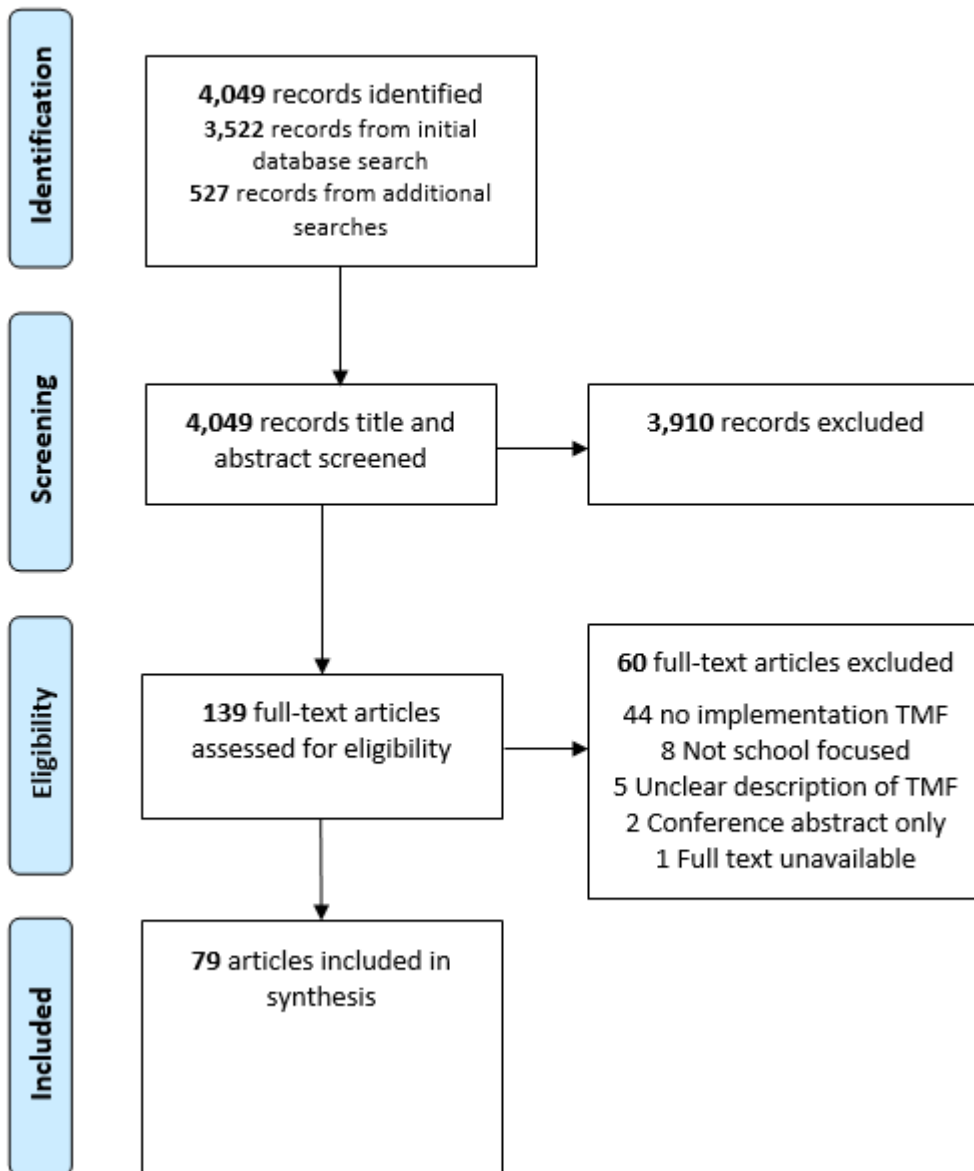 Identification
4,049 records identified
3,522 records from initial
database search
527 records from additional
searches
Screening
4,049 records title and
abstract screened
3,910 records excluded
Eligibility
139 full-text articles
assessed for eligibility
60 full-text articles excluded
44 no implementation TMF
8 Not school focused
5 Unclear description of TMF
2 Conference abstract only
1 Full text unavailable
Included
79 articles included in
synthesis